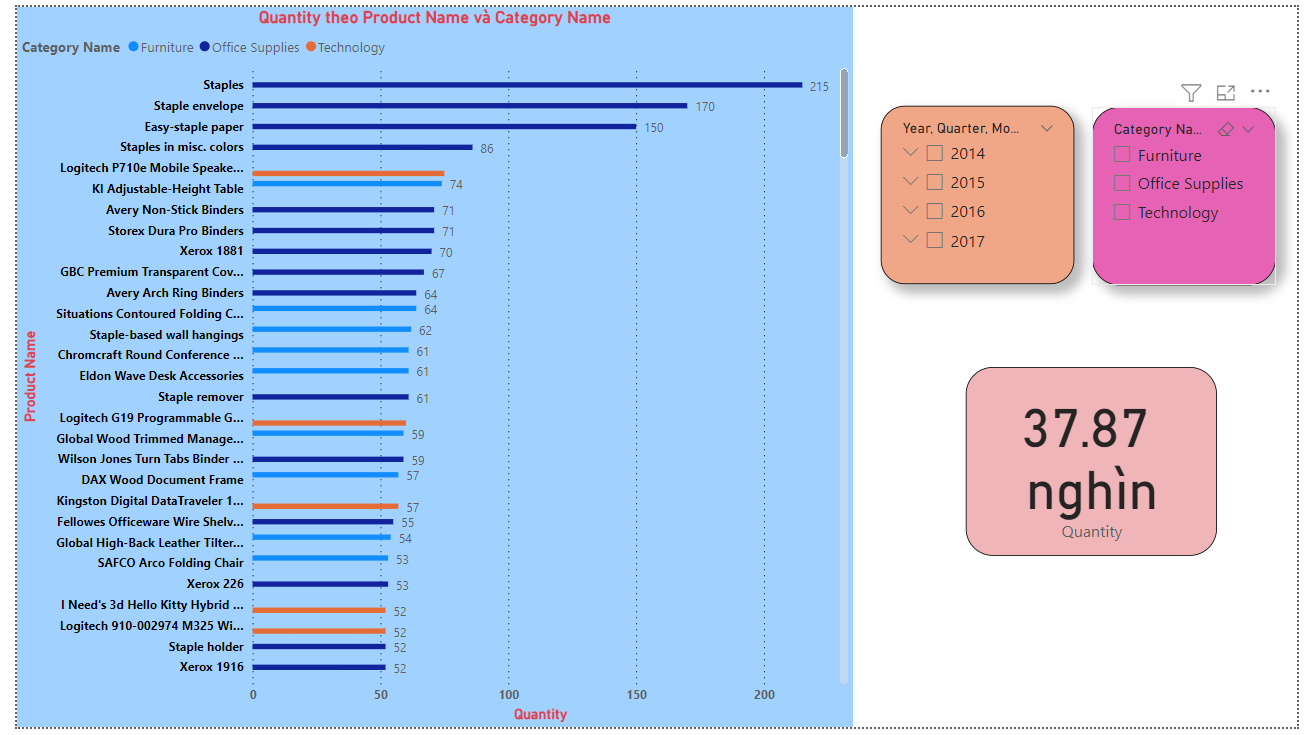 Quantity theo Product Name và Category Name
Category Name Furniture Office Supplies Technology
Product Name
Staples 215
Staple envelope 170
Easy-staple paper 150
Staples in misc. colors 86
Logitech P710e Mobile Speake...
KI Adjustable-Height Table 74
Avery Non-Stick Binders 71
Storex Dura Pro Binders 71
Xerox 1881 70
GBC Premium Transparent Cov... 67
Avery Arch Ring Binders 64
Situations Contoured Folding C... 64
Staple-based wall hangings 62
Chromcraft Round Conference ... 61
Eldon Wave Desk Accessories 61
Staple remover 61
Logitech G19 Programmable G...
Global Wood Trimmed Manage... 59
Wilson Jones Turn Tabs Binder ... 59
DAX Wood Document Frame 57
Kingston Digital DataTraveler 1... 57
Fellowes Officeware Wire Shelv... 55
Global High-Back Leather Tilter... 54
SAFCO Arco Folding Chair 53
Xerox 226 53
I Need's 3d Hello Kitty Hybrid ... 52
Logitech 910-002974 M325 Wi... 52
Staple holder 52
Xerox 1916 52
0 50 100 150 200
Quantity
Year, Quarter, Mo...
2014
2015
2016
2017
Category Na...
Furniture
Office Supplies
Technology
37.87
nghìn
Quantity